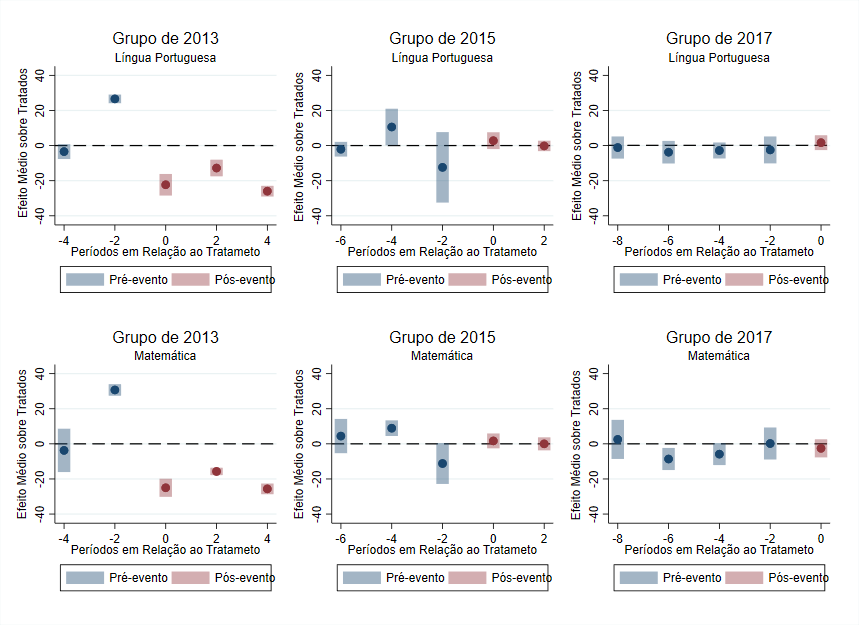 Grupo de 2013
Língua Portuguesa
Efeito Médio sobre Tratados
40
20
0
-20
-40
-4
-2
0
2
4
Períodos em Relação ao Tratameto
Pré-evento
Pós-evento
Grupo de 2015
Língua Portuguesa
Efeito Médio sobre Tratados
40
20
0
-20
-40
-6
-4
-2
0
2
Períodos em Relação ao Tratameto
Pré-evento
Pós-evento
Grupo de 2017
Língua Portuguesa
Efeito Médio sobre Tratados
40
20
0
-20
-40
-8
-6
-4
-2
0
Períodos em Relação ao Tratameto
Pré-evento
Pós-evento
Grupo de 2013
Matemática
Efeito Médio sobre Tratados
40
20
0
-20
-40
-4
-2
0
2
4
Períodos em Relação ao Tratameto
Pré-evento
Pós-evento
Grupo de 2015
Matemática
Efeito Médio sobre Tratados
40
20
0
-20
-40
-6
-4
-2
0
2
Períodos em Relação ao Tratameto
Pré-evento
Pós-evento
Grupo de 2017
Matemática
Efeito Médio sobre Tratados
40
20
0
-20
-40
-8
-6
-4
-2
0
Períodos em Relação ao Tratameto
Pré-evento
Pós-evento